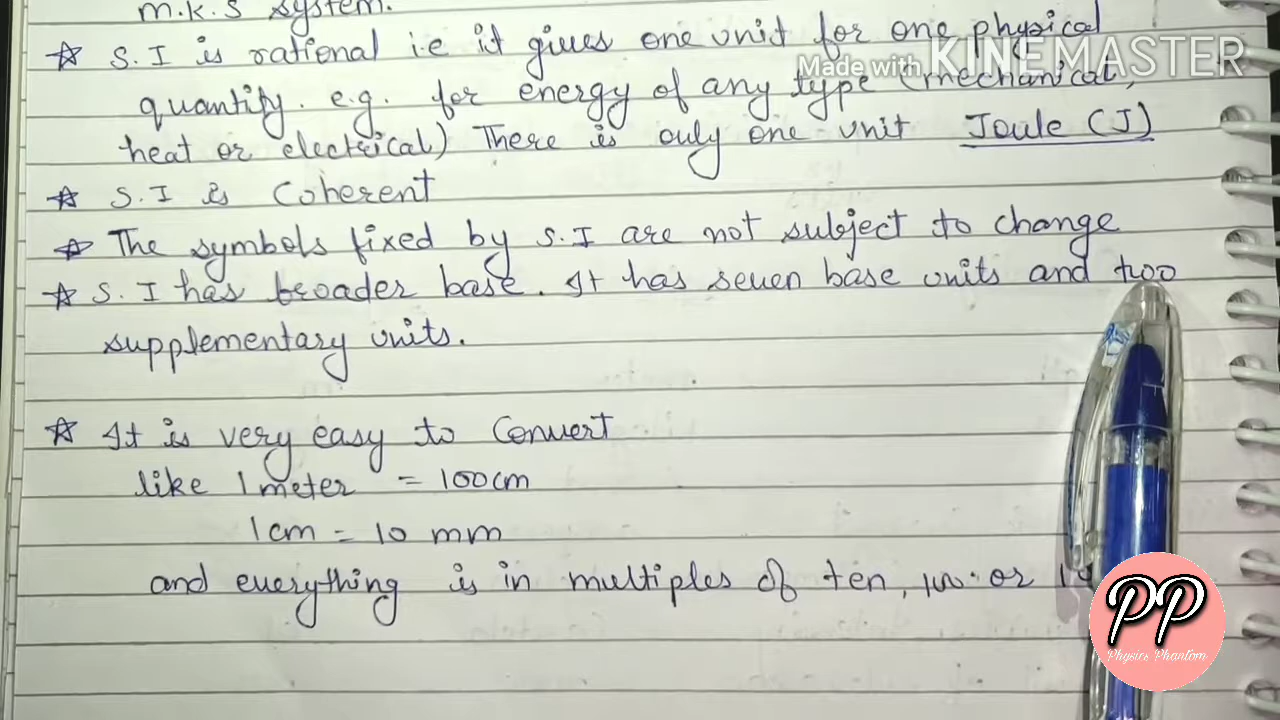 m.k.s system.
☆ S.I is rational i.e it gives one unit for one physical
Made with KINEMASTER
quantity. e.g. for energy of any type (mechanical,
heat or electrical) There is only one unit Joule (J)
☆ S.I is Coherent
☆ The symbols fixed by S.I are not subject to change
☆ S.I has broader base. It has seven base units and two
supplementary units.
☆ It is very easy to Convert
like 1 meter = 100cm
1cm = 10 mm
and everything is in multiples of ten, 100 or
PP
Physics Phantom